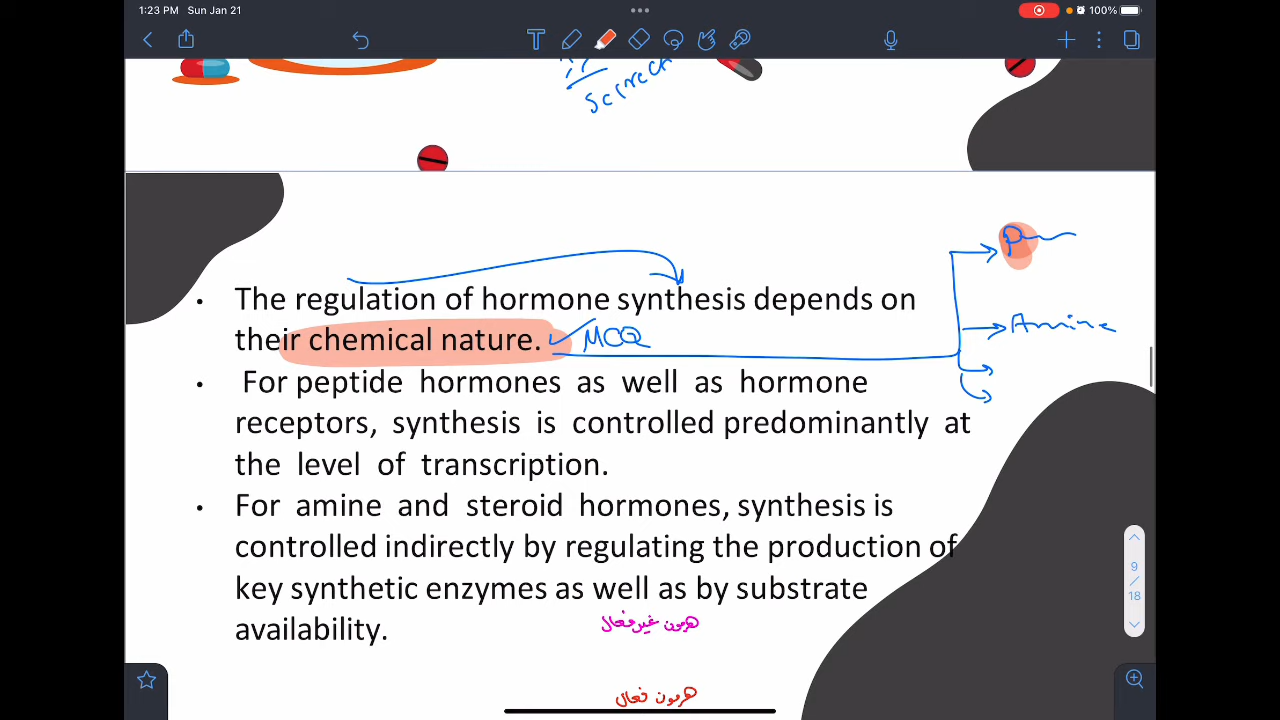 1:23 PM Sun Jan 21
100%
The regulation of hormone synthesis depends on
their chemical nature. MCQ
Amine
• For peptide hormones as well as hormone
receptors, synthesis is controlled predominantly at
the level of transcription.
• For amine and steroid hormones, synthesis is
controlled indirectly by regulating the production of
key synthetic enzymes as well as by substrate
availability.
هرمون غير فعال
هرمون فعال
9
/
18